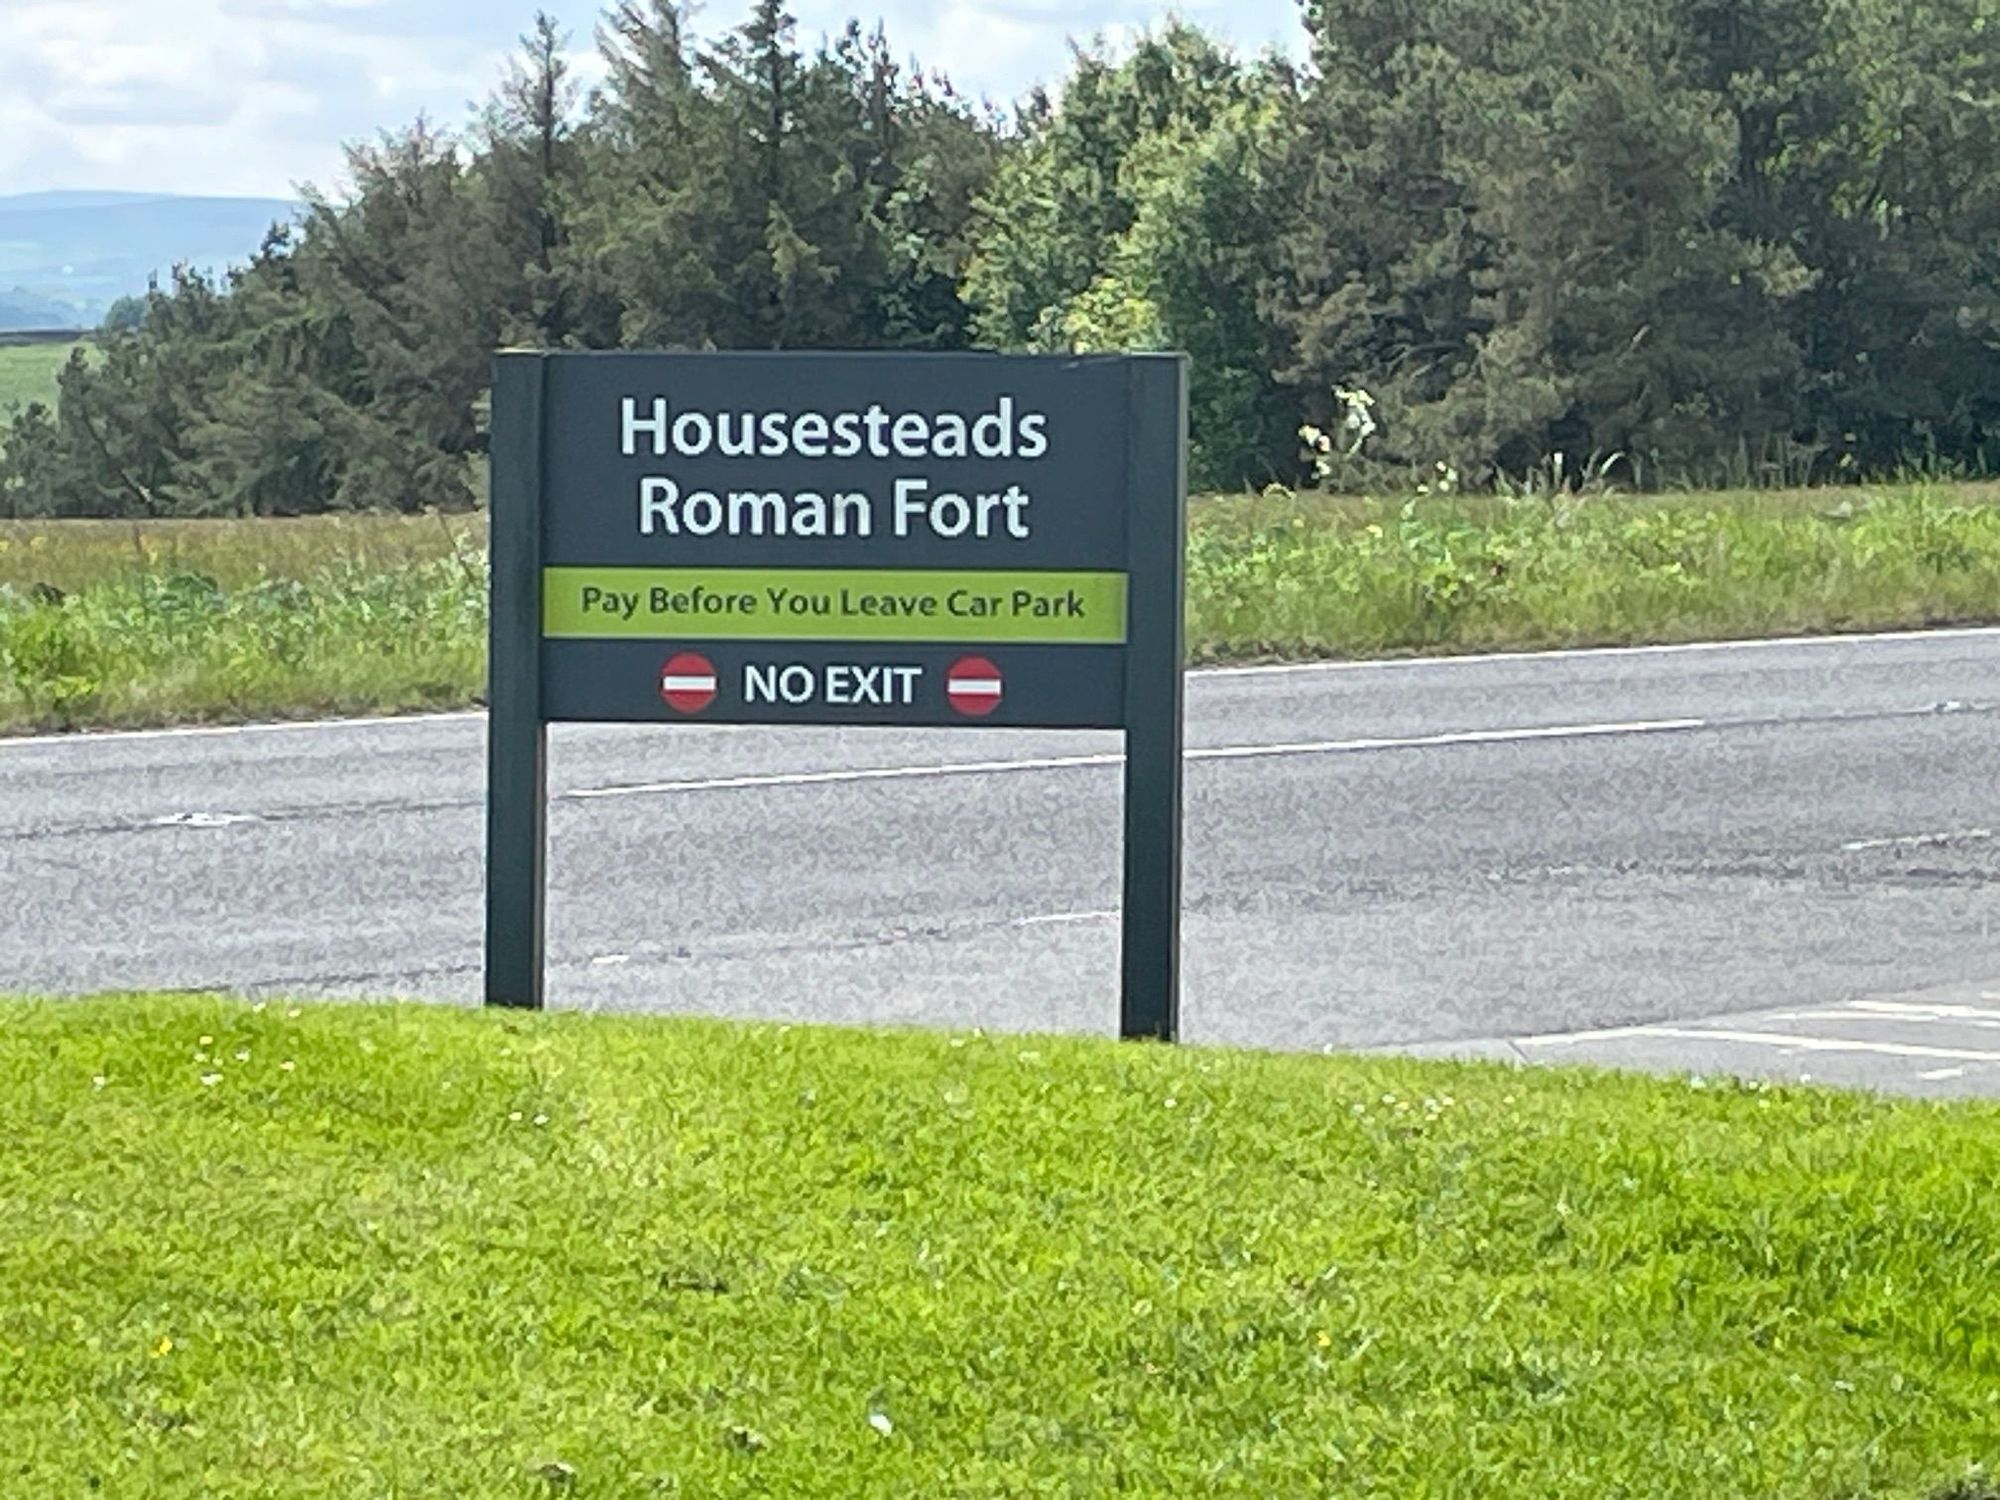 Housesteads
Roman Fort
Pay Before You Leave Car Park
NO EXIT